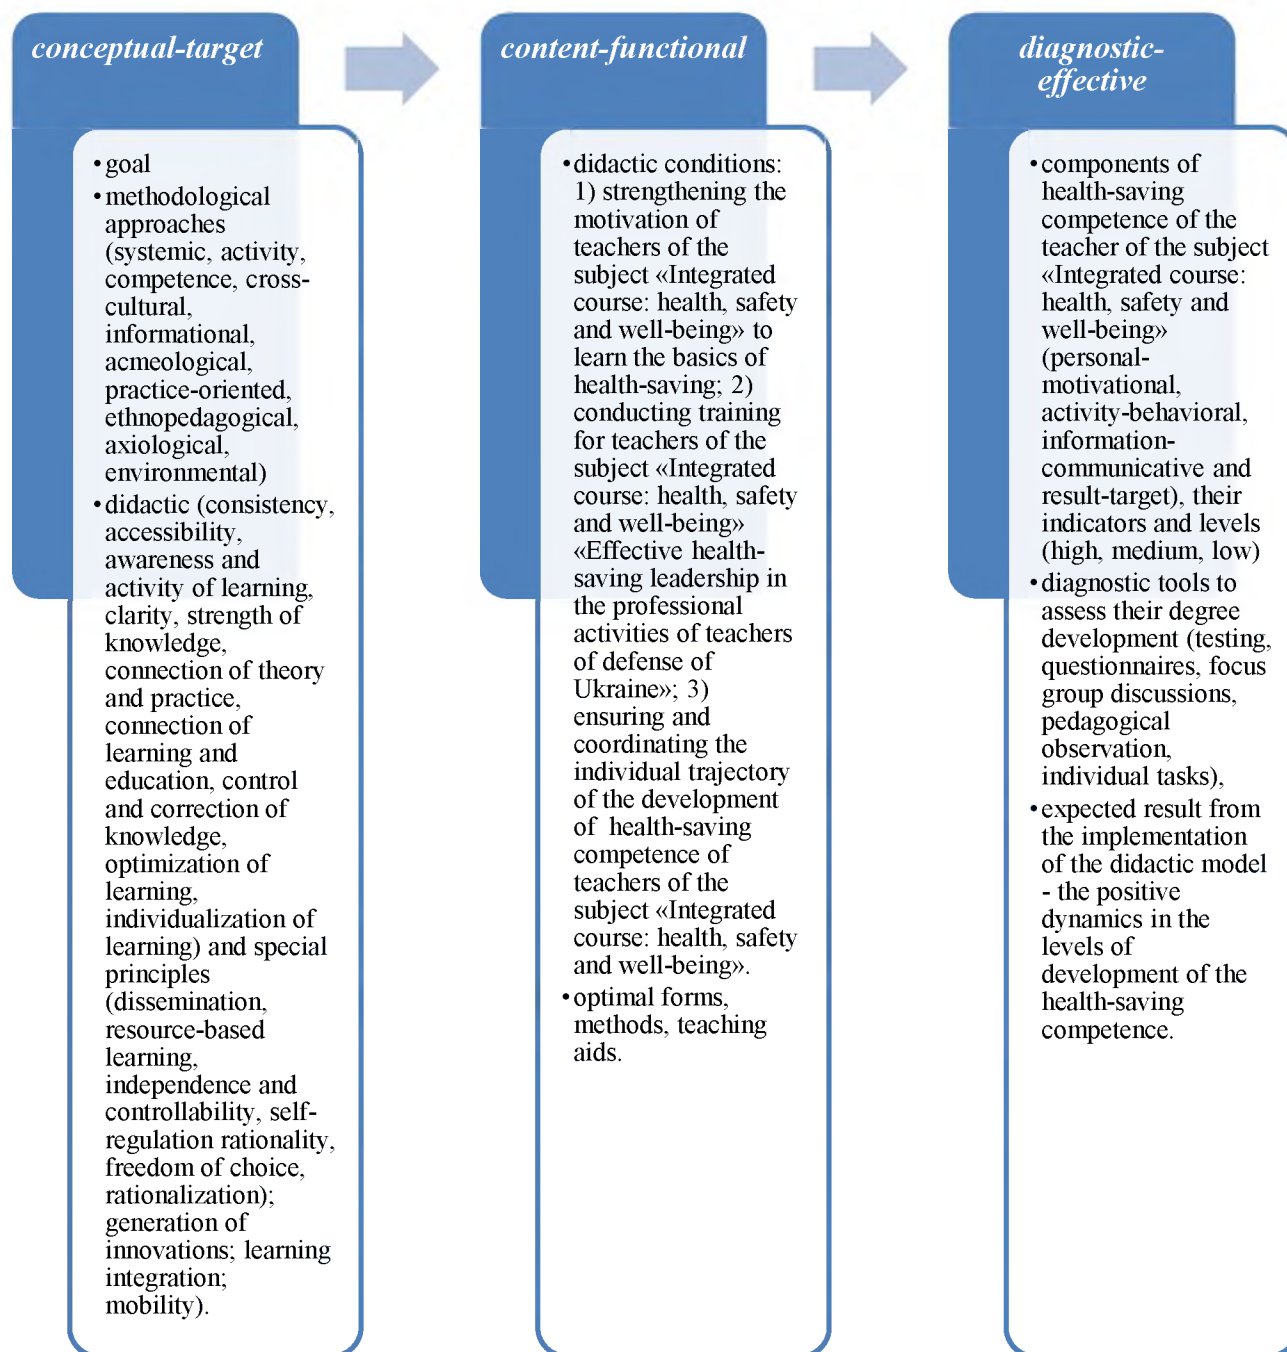 conceptual-target
• goal
• methodological
approaches
(systemic, activity,
competence, cross-
cultural,
informational,
acmeological,
practice-oriented,
ethnopedagogical,
axiological,
environmental)
• didactic (consistency,
accessibility,
awareness and
activity of learning,
clarity, strength of
knowledge,
connection of theory
and practice,
connection of
learning and
education, control
and correction of
knowledge,
optimization of
learning,
individualization of
learning) and special
principles
(dissemination,
resource-based
learning,
independence and
controllability, self-
regulation rationality,
freedom of choice,
rationalization);
generation of
innovations; learning
integration;
mobility).
content-functional
• didactic conditions:
1) strengthening the
motivation of
teachers of the
subject «Integrated
course: health, safety
and well-being» to
learn the basics of
health-saving; 2)
conducting training
for teachers of the
subject «Integrated
course: health, safety
and well-being»
«Effective health-
saving leadership in
the professional
activities of teachers
of defense of
Ukraine»; 3)
ensuring and
coordinating the
individual trajectory
of the development
of health-saving
competence of
teachers of the
subject «Integrated
course: health, safety
and well-being».
• optimal forms,
methods, teaching
aids.
diagnostic-
effective
• components of
health-saving
competence of the
teacher of the subject
«Integrated course:
health, safety and
well-being»
(personal-
motivational,
activity-behavioral,
information-
communicative and
result-target), their
indicators and levels
(high, medium, low)
• diagnostic tools to
assess their degree
development (testing,
questionnaires, focus
group discussions,
pedagogical
observation,
individual tasks),
• expected result from
the implementation
of the didactic model
- the positive
dynamics in the
levels of
development of the
health-saving
competence.